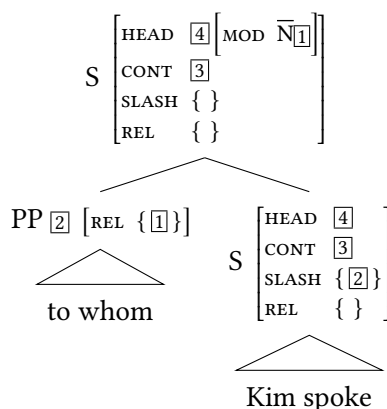 S [HEAD 4 [MOD N̅ 1]]
CONT 3
SLASH { }
REL { }
PP 2 [REL { 1 }]
S [HEAD 4
CONT 3
SLASH { 2 }
REL { }]
to whom
Kim spoke